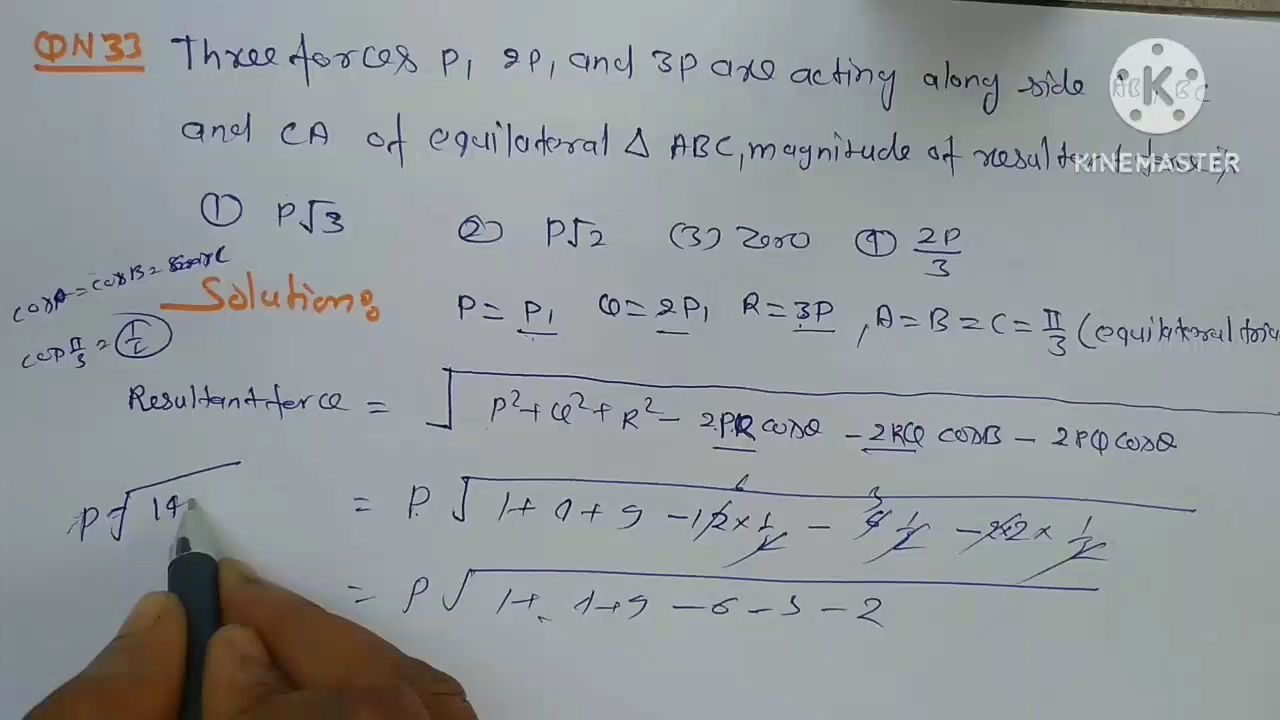 QN 33 Three forces P, 2P, and 3P are acting along side
and CA of equilateral Δ ABC, magnitude of resultant
KINEMASTER
① P√3 ② P√2 (3) Zero ④ 2P/3
cosA = cosB = cosC
Solution:
P = P, Q = 2P, R = 3P, A = B = C = π/3 (equilateral tria
cos π/3 = 1/2
Resultant force = √P²+Q²+R² - 2PR cosθ - 2RQ cosB - 2PQ cosθ
P√14
= P√1+4+9 - 12×1/2 - 6 1/2 - 2×2×1/2
= P√1+4+9-6-3-2